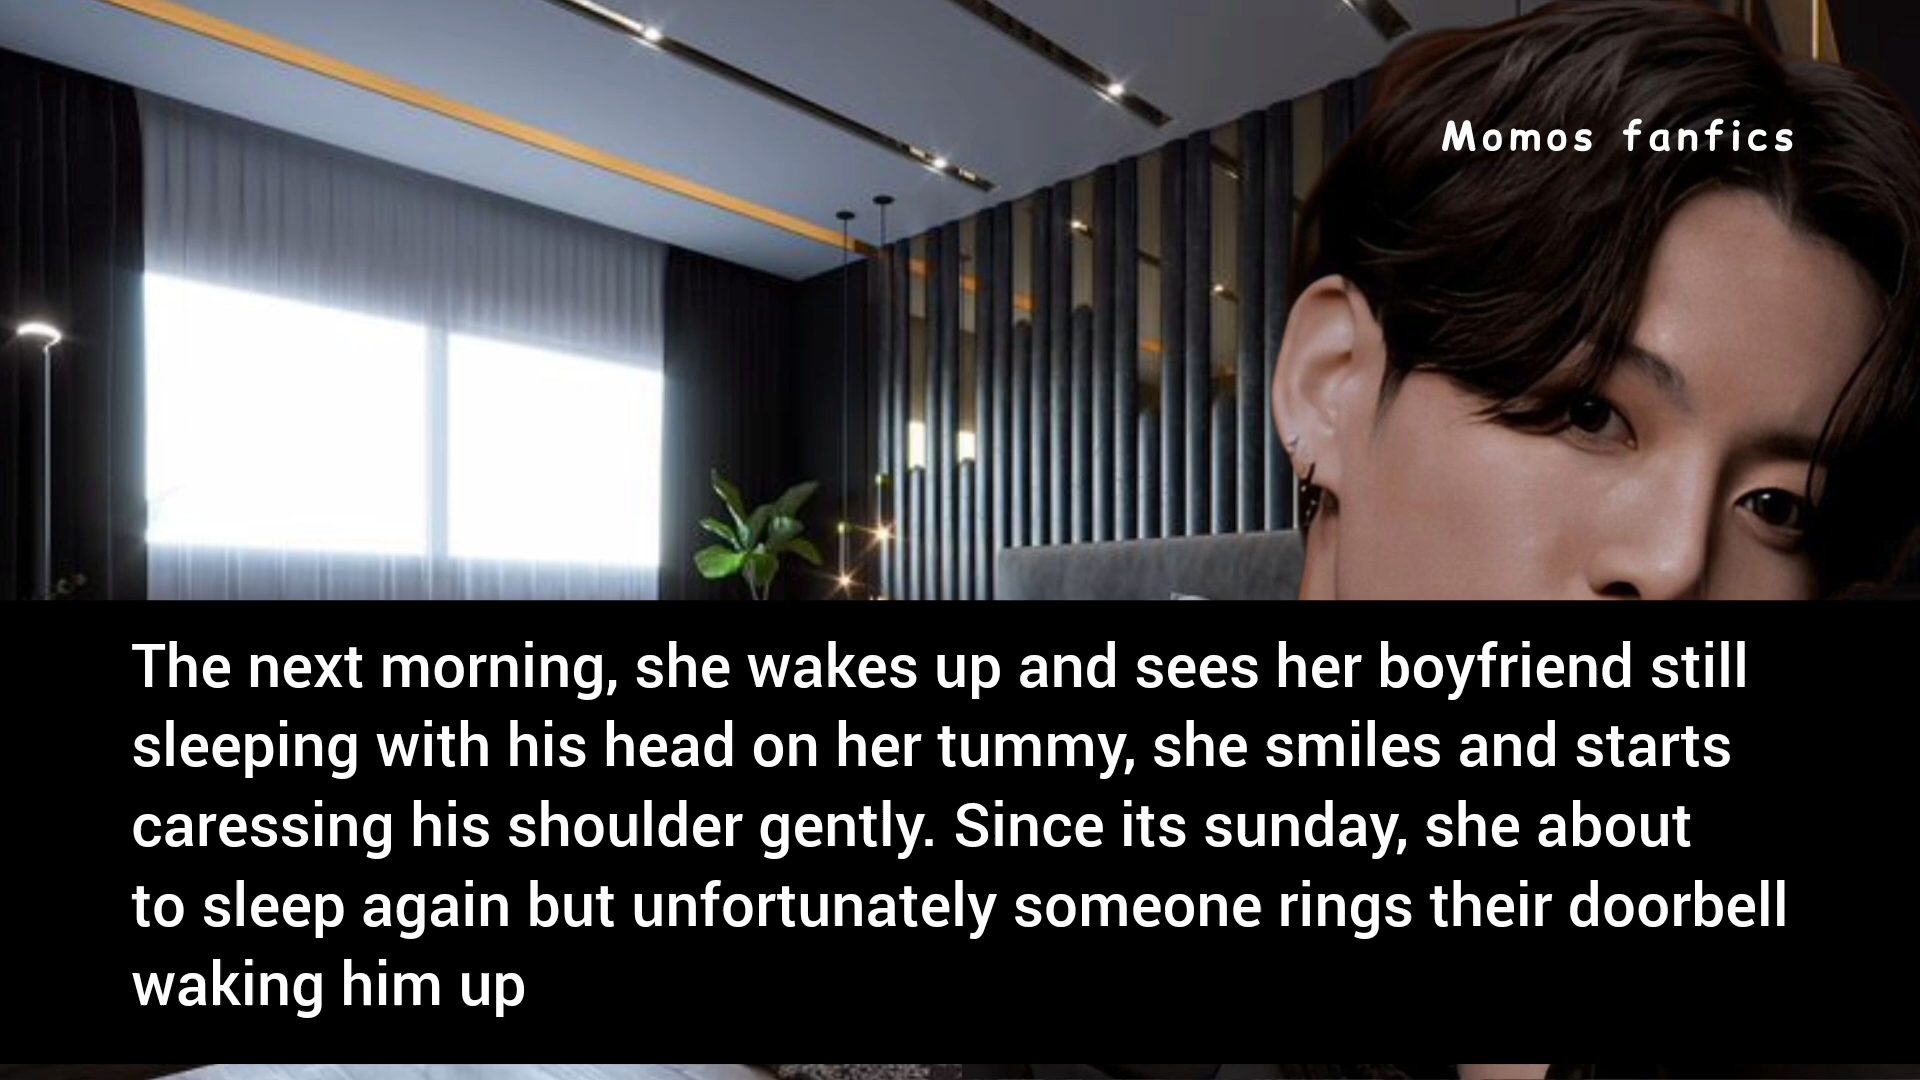 Momos fanfics
The next morning, she wakes up and sees her boyfriend still
sleeping with his head on her tummy, she smiles and starts
caressing his shoulder gently. Since its sunday, she about
to sleep again but unfortunately someone rings their doorbell
waking him up